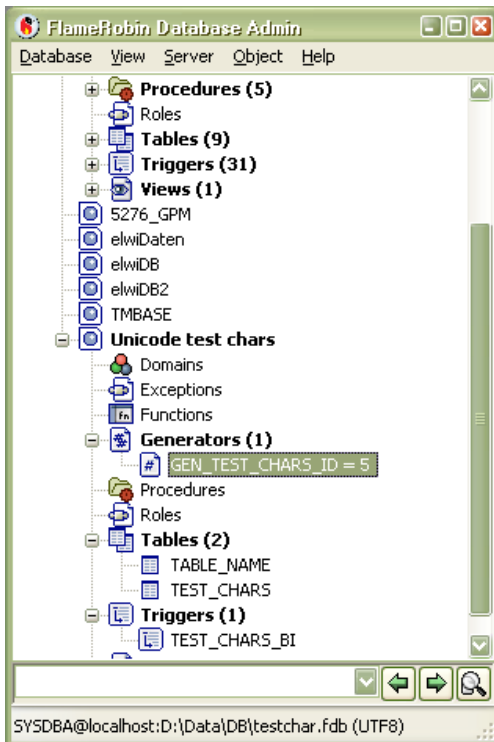 FlameRobin Database Admin
Database View Server Object Help
Procedures (5)
Roles
Tables (9)
Triggers (31)
Views (1)
5276_GPM
elwiDaten
elwiDB
elwiDB2
TMBASE
Unicode test chars
Domains
Exceptions
fn Functions
Generators (1)
# GEN_TEST_CHARS_ID = 5
Procedures
Roles
Tables (2)
TABLE_NAME
TEST_CHARS
Triggers (1)
TEST_CHARS_BI
SYSDBA@localhost:D:\Data\DB\testchar.fdb (UTF8)